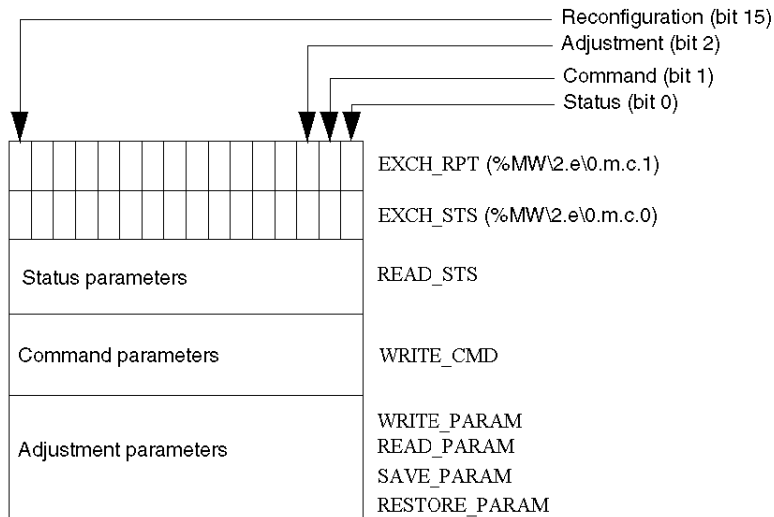 Reconfiguration (bit 15)
Adjustment (bit 2)
Command (bit 1)
Status (bit 0)
EXCH_RPT (%MW\2.e\0.m.c.1)
EXCH_STS (%MW\2.e\0.m.c.0)
Status parameters READ_STS
Command parameters WRITE_CMD
WRITE_PARAM
Adjustment parameters READ_PARAM
SAVE_PARAM
RESTORE_PARAM